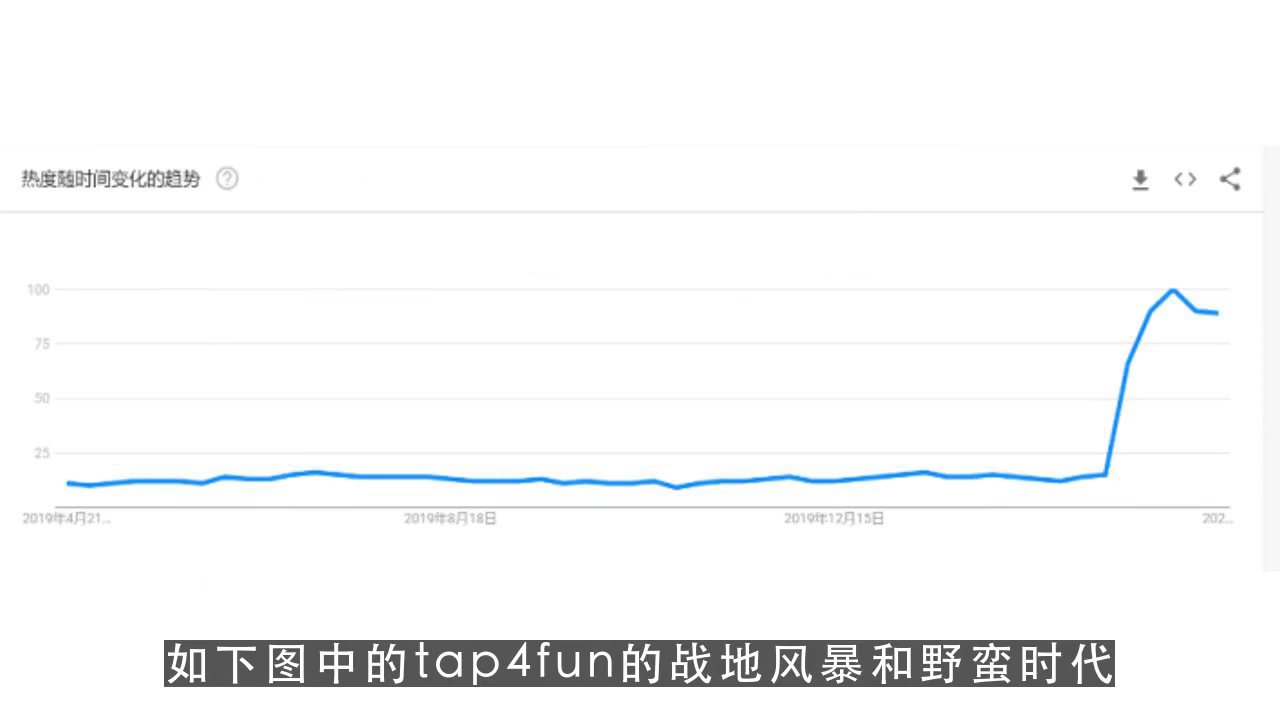 热度随时间变化的趋势 ?
100
75
50
25
2019年4月21...
2019年8月18日
2019年12月15日
202...
如下图中的tap4fun的战地风暴和野蛮时代